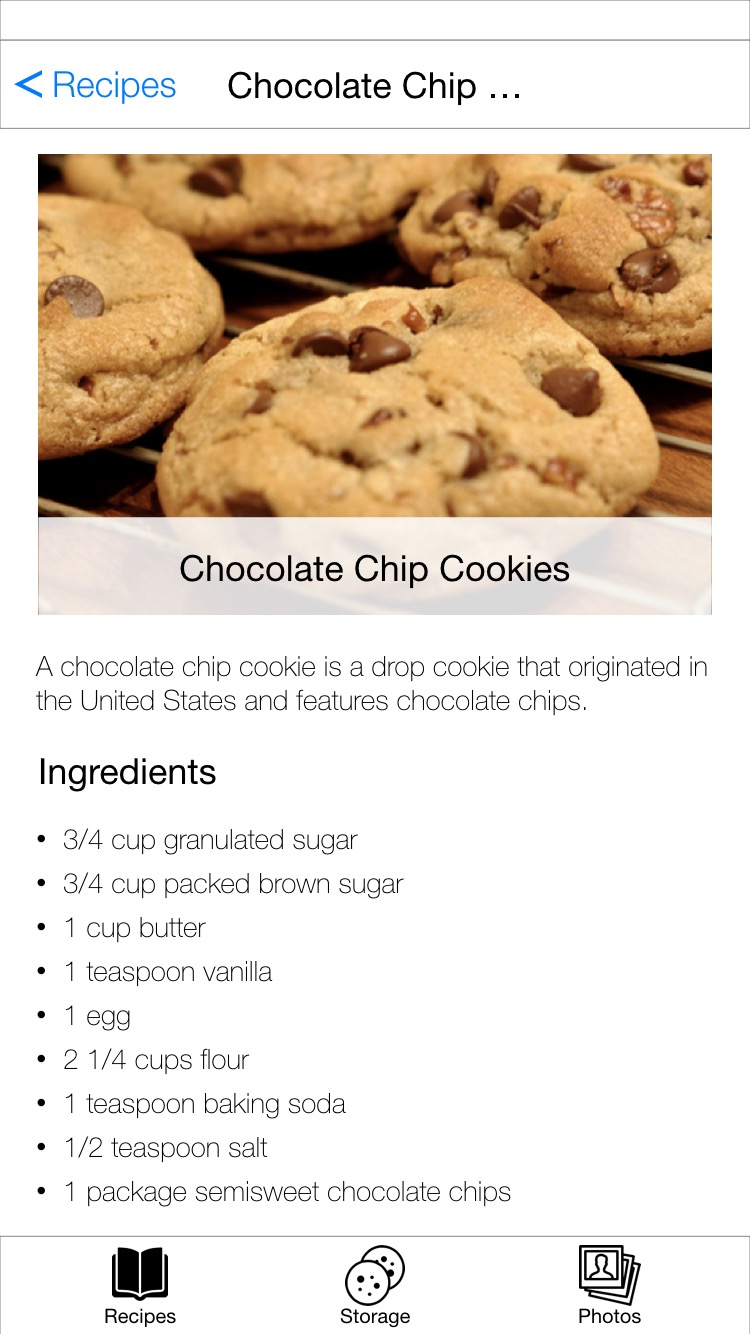 < Recipes
Chocolate Chip ...
Chocolate Chip Cookies
A chocolate chip cookie is a drop cookie that originated in
the United States and features chocolate chips.
Ingredients
• 3/4 cup granulated sugar
• 3/4 cup packed brown sugar
• 1 cup butter
• 1 teaspoon vanilla
• 1 egg
• 2 1/4 cups flour
• 1 teaspoon baking soda
• 1/2 teaspoon salt
• 1 package semisweet chocolate chips
Recipes
Storage
Photos